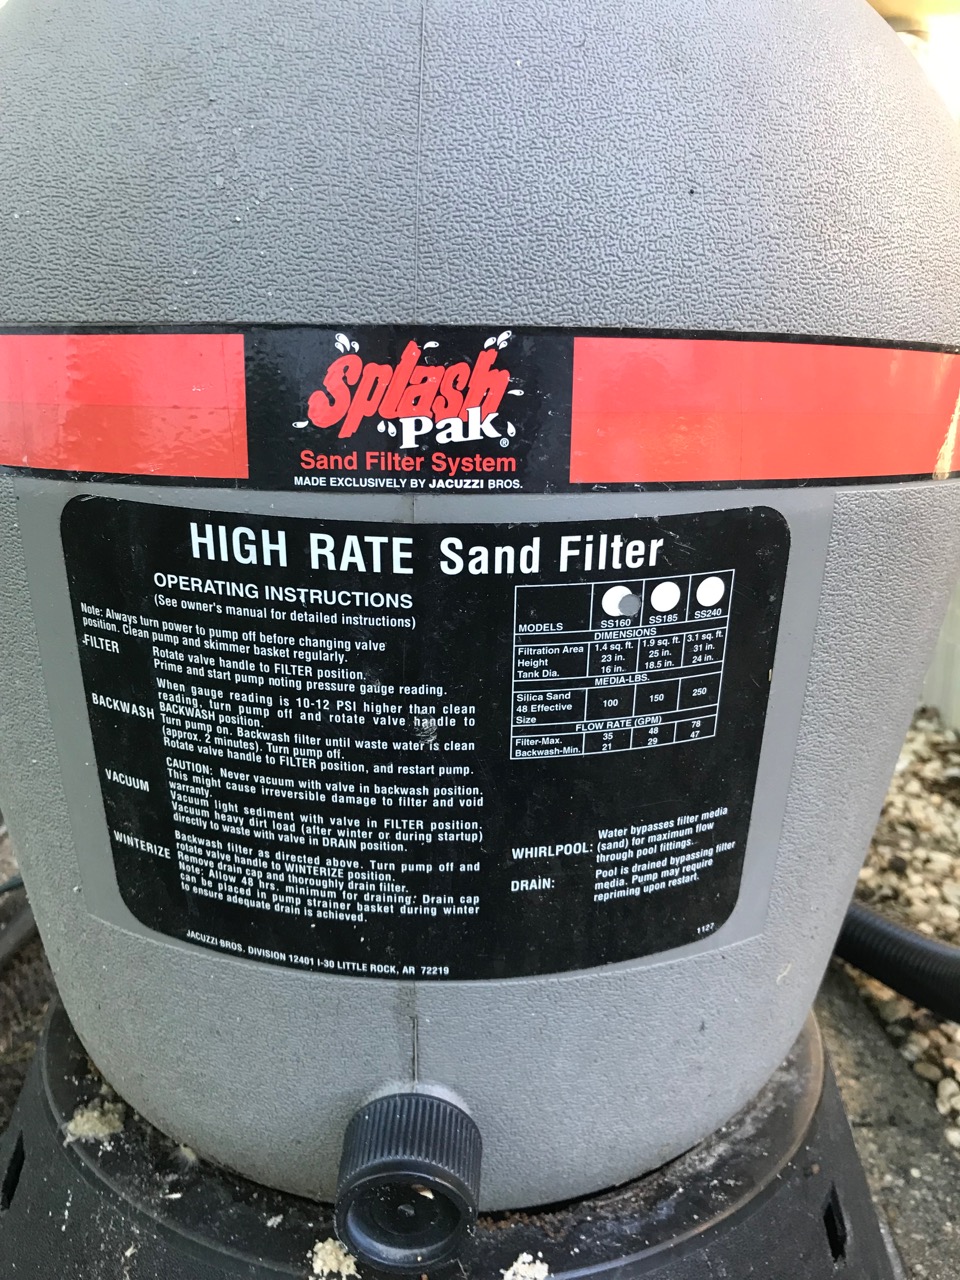 Splash
Pak®
Sand Filter System
MADE EXCLUSIVELY BY JACUZZI BROS.
HIGH RATE Sand Filter
OPERATING INSTRUCTIONS
(See owner's manual for detailed instructions)
Note: Always turn power to pump off before changing valve
position. Clean pump and skimmer basket regularly.
FILTER
Rotate valve handle to FILTER position.
Prime and start pump noting pressure gauge reading.
BACKWASH
When gauge reading is 10-12 PSI higher than clean
reading, turn pump off and rotate valve handle to
BACKWASH position.
Turn pump on. Backwash filter until waste water is clean
(approx. 2 minutes). Turn pump off.
Rotate valve handle to FILTER position, and restart pump.
VACUUM
CAUTION: Never vacuum with valve in backwash position.
This might cause irreversible damage to filter and void
warranty.
Vacuum light sediment with valve in FILTER position.
Vacuum heavy dirt load (after winter or during startup)
directly to waste with valve in DRAIN position.
WINTERIZE
Backwash filter as directed above. Turn pump off and
rotate valve handle to WINTERIZE position.
Remove drain cap and thoroughly drain filter.
Note: Allow 48 hrs. minimum for draining. Drain cap
can be placed in pump strainer basket during winter
to ensure adequate drain is achieved.
MODELS SS160 SS185 SS240
DIMENSIONS
Filtration Area 1.4 sq. ft. 1.9 sq. ft. 3.1 sq. ft.
Height 23 in. 25 in. 31 in.
Tank Dia. 16 in. 18.5 in. 24 in.
MEDIA-LBS.
Silica Sand
48 Effective
Size 100 150 250
FLOW RATE (GPM)
Filter-Max. 35 48 78
Backwash-Min. 21 29 47
WHIRLPOOL: Water bypasses filter media
(sand) for maximum flow
through pool fittings.
DRAIN: Pool is drained bypassing filter
media. Pump may require
repriming upon restart.
1127
JACUZZI BROS. DIVISION 12401 I-30 LITTLE ROCK, AR 72219